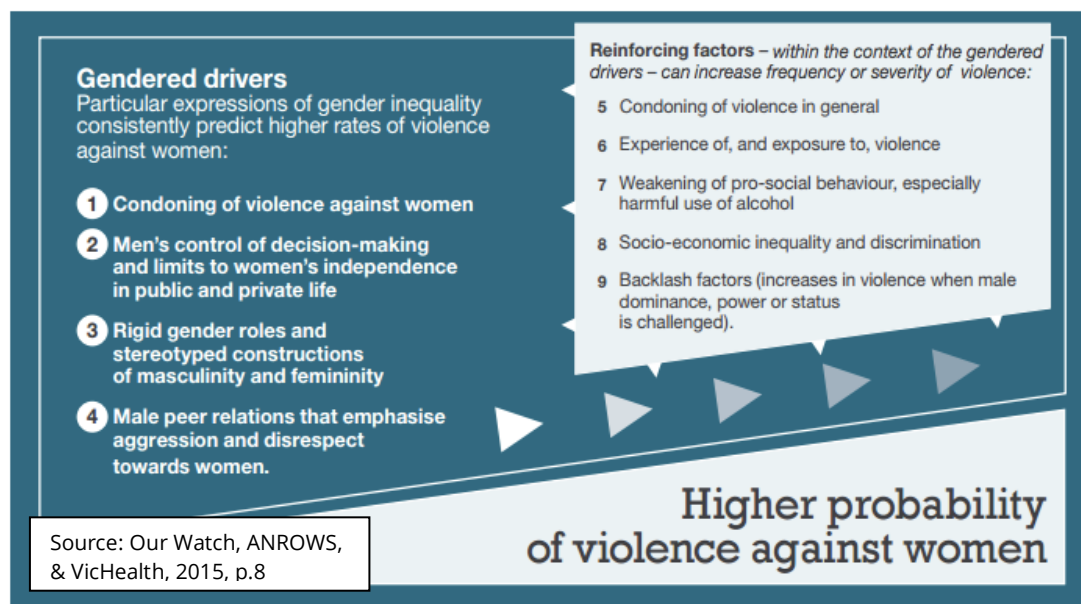 Gendered drivers
Particular expressions of gender inequality
consistently predict higher rates of violence
against women:
1 Condoning of violence against women
2 Men’s control of decision-making
and limits to women’s independence
in public and private life
3 Rigid gender roles and
stereotyped constructions
of masculinity and femininity
4 Male peer relations that emphasise
aggression and disrespect
towards women.
Reinforcing factors – within the context of the gendered
drivers – can increase frequency or severity of violence:
5 Condoning of violence in general
6 Experience of, and exposure to, violence
7 Weakening of pro-social behaviour, especially
harmful use of alcohol
8 Socio-economic inequality and discrimination
9 Backlash factors (increases in violence when male
dominance, power or status
is challenged).
Higher probability
of violence against women
Source: Our Watch, ANROWS,
& VicHealth, 2015, p.8